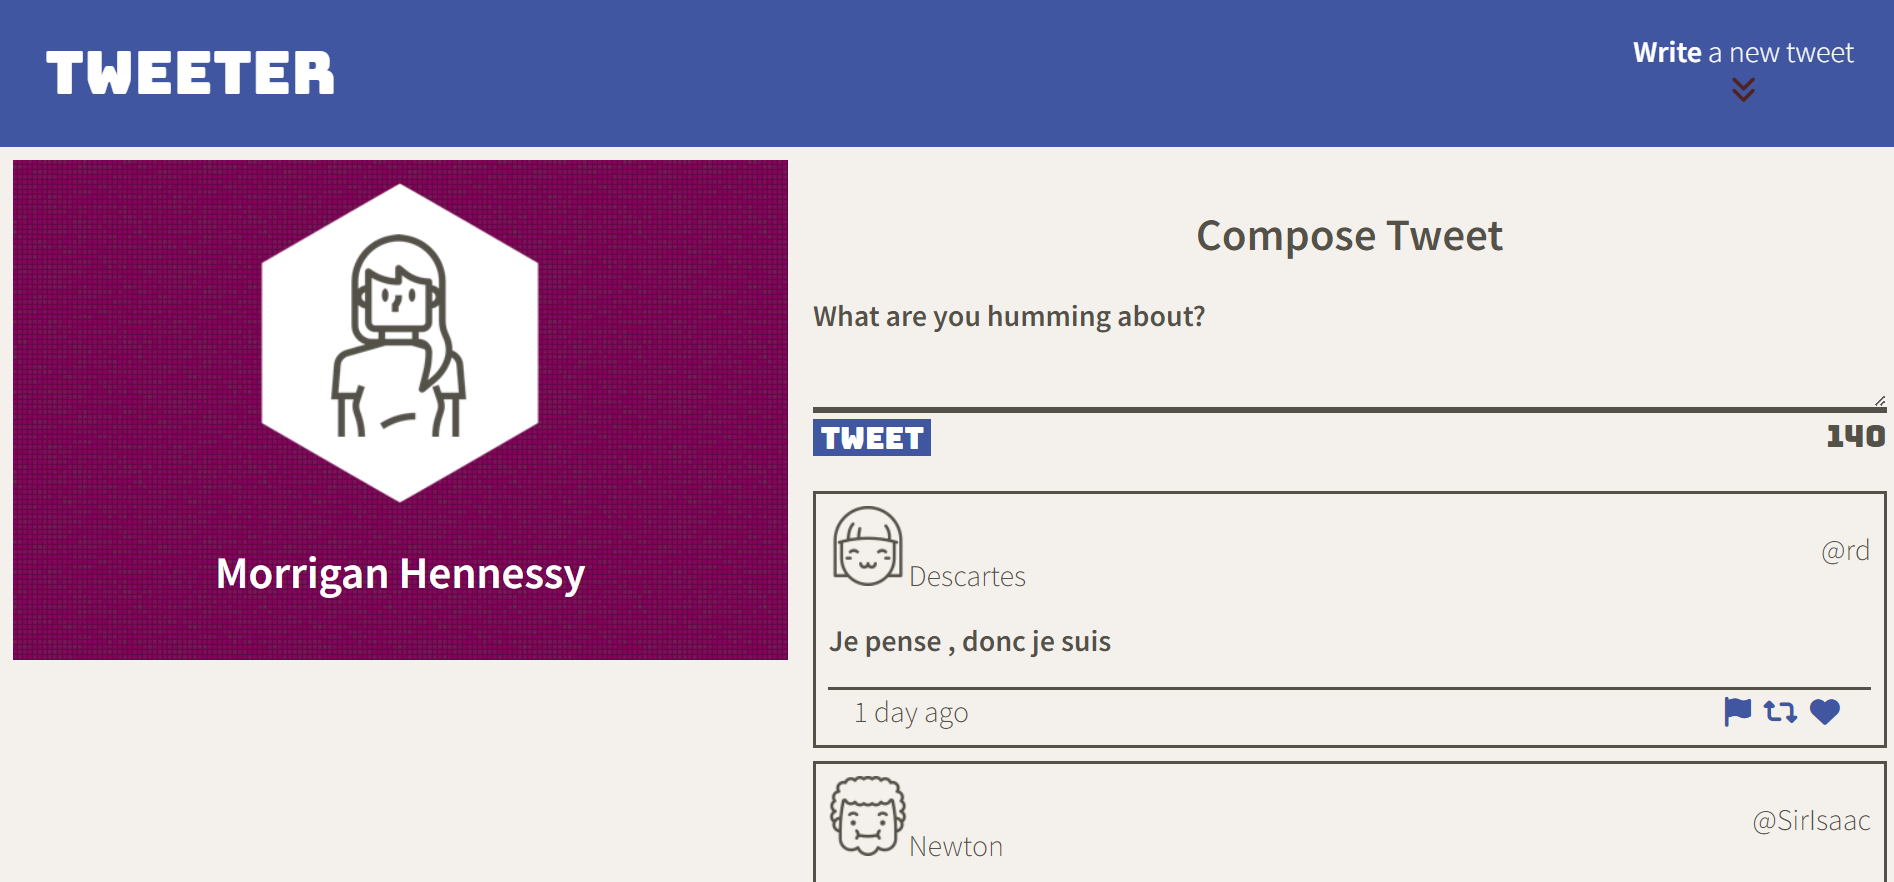 TWEETER
Write a new tweet
Morrigan Hennessy
Compose Tweet
What are you humming about?
TWEET
140
Descartes
@rd
Je pense , donc je suis
1 day ago
Newton
@SirIsaac